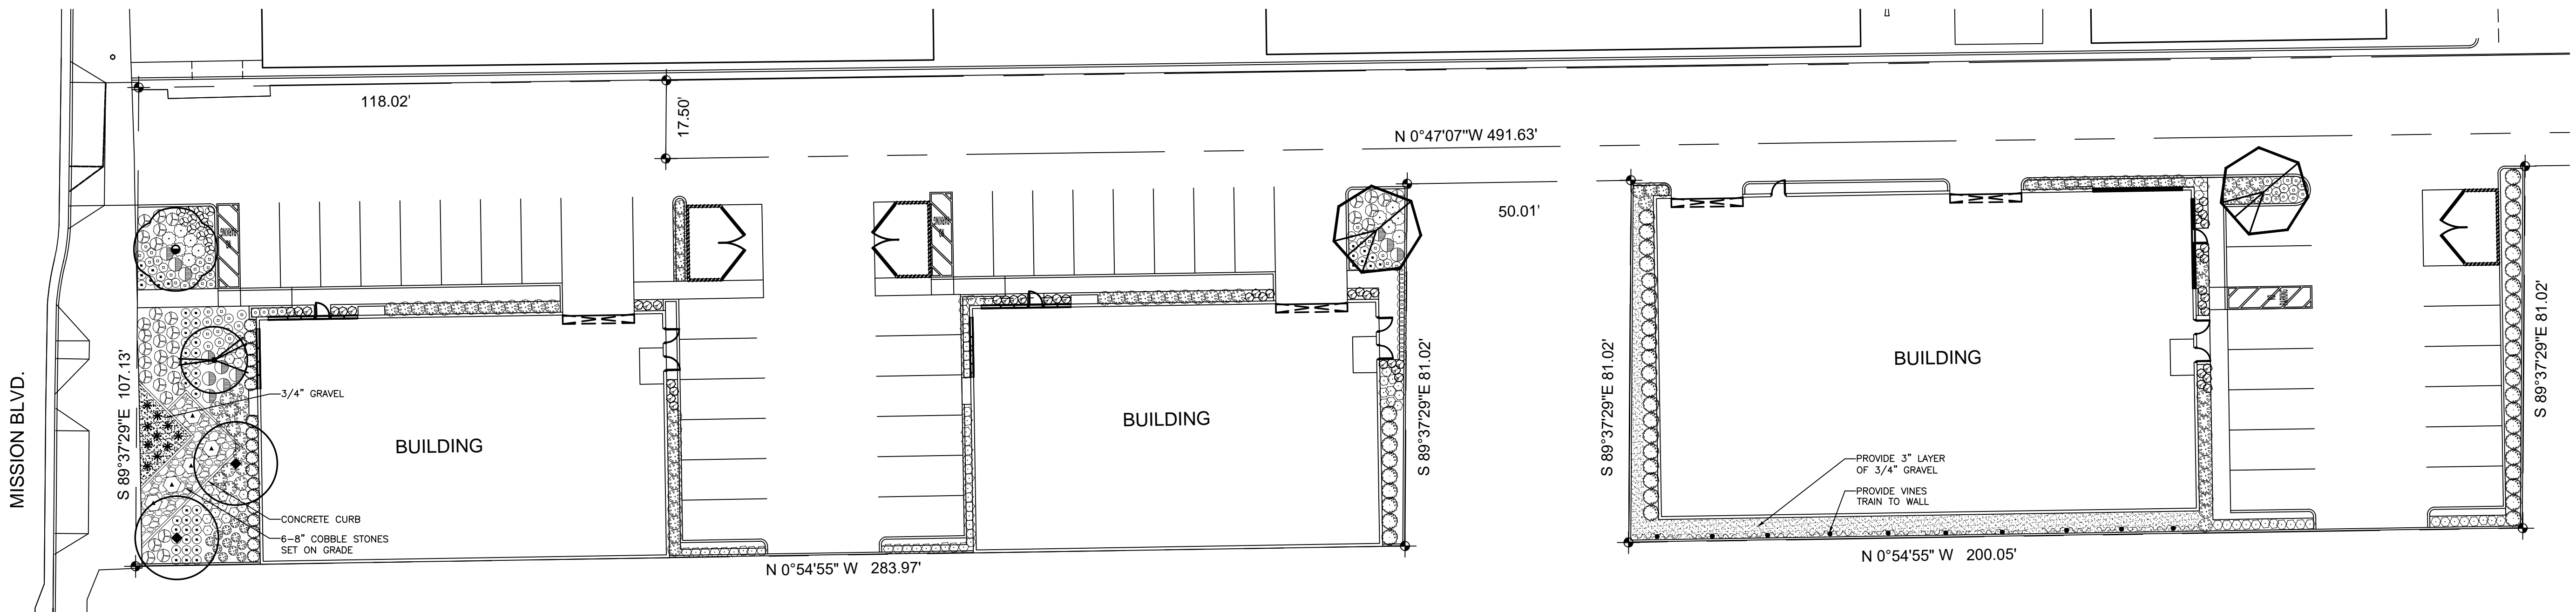 118.02'
17.50'
N 0°47'07"W 491.63'
50.01'
MISSION BLVD.
S 89°37'29"E 107.13'
3/4" GRAVEL
BUILDING
CONCRETE CURB
6-8" COBBLE STONES
SET ON GRADE
BUILDING
N 0°54'55" W 283.97'
S 89°37'29"E 81.02'
S 89°37'29"E 81.02'
BUILDING
PROVIDE 3" LAYER
OF 3/4" GRAVEL
PROVIDE VINES
TRAIN TO WALL
N 0°54'55" W 200.05'
NO
PARKING
S 89°37'29"E 81.02'